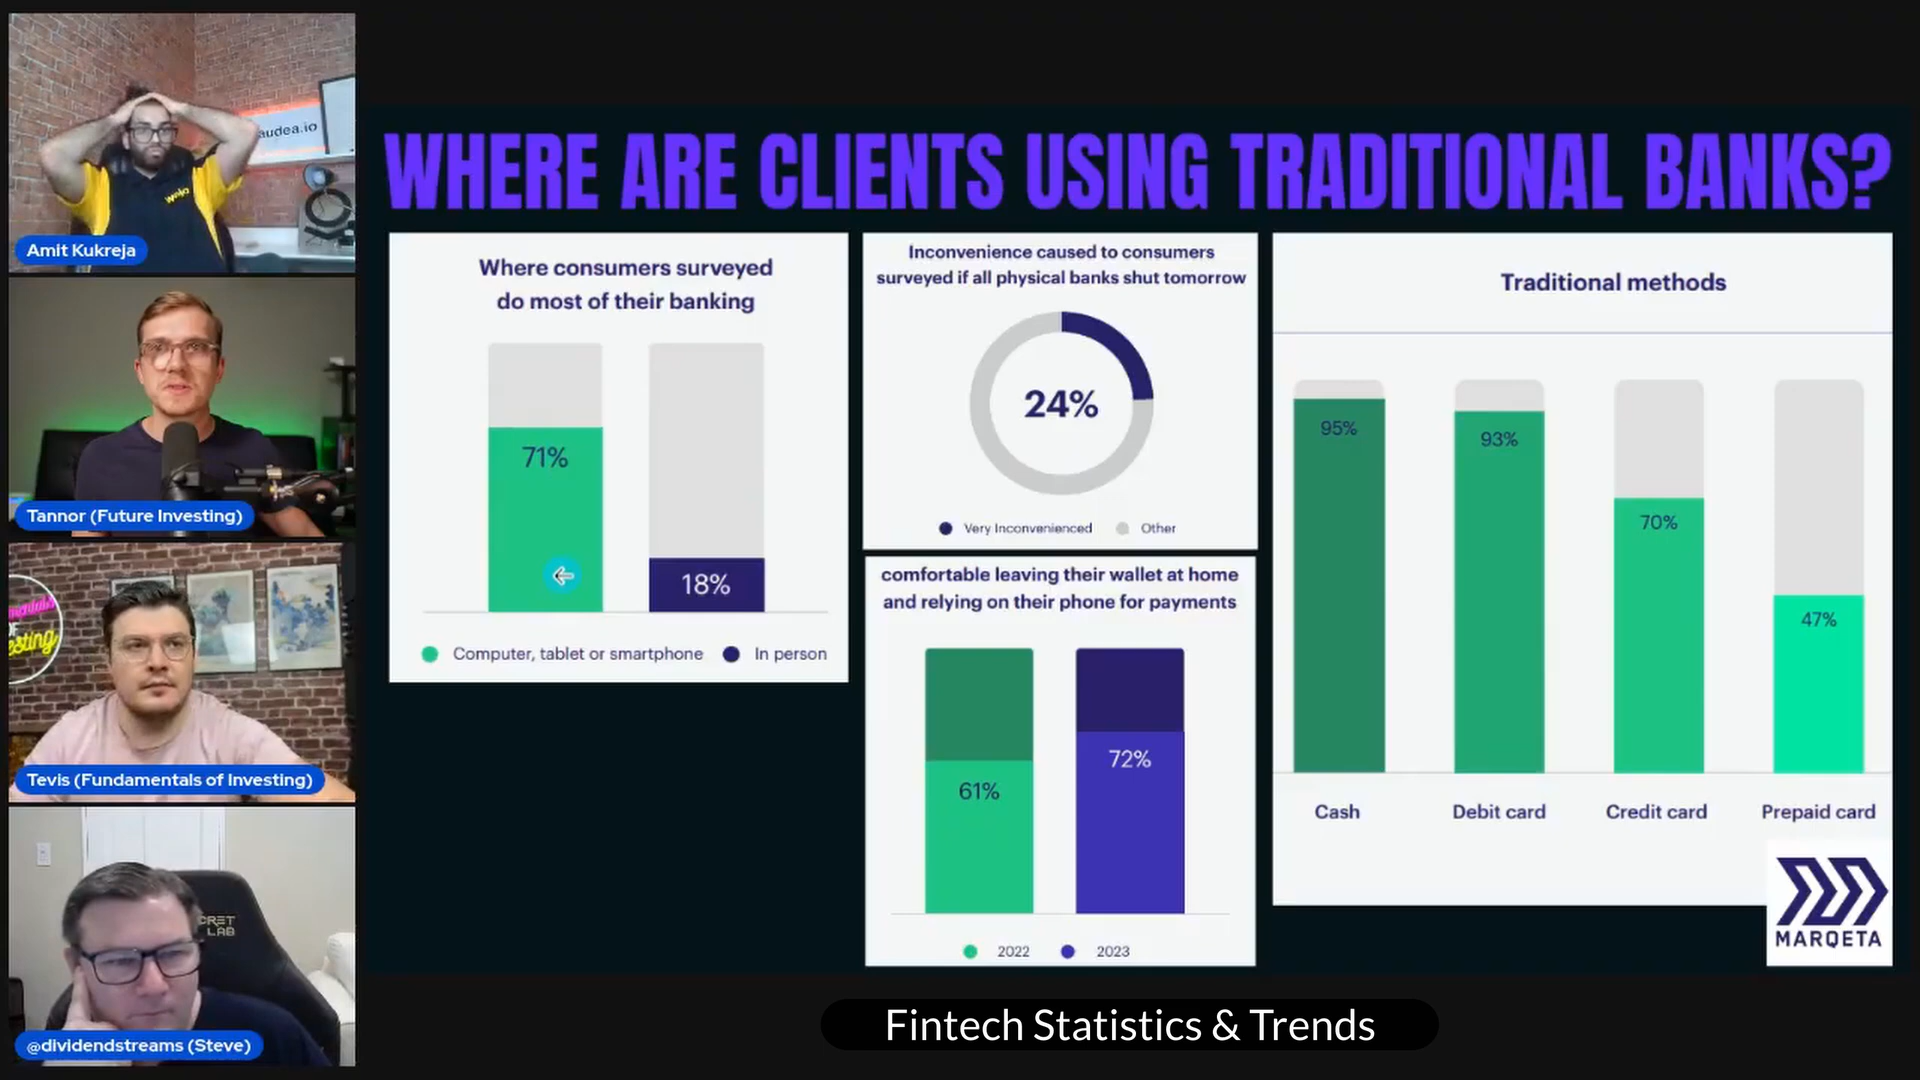 audea.io
Amit Kukreja
Tannor (Future Investing)
OF
Tevis (Fundamentals of Investing)
LAB
@dividendstreams (Steve)
WHERE ARE CLIENTS USING TRADITIONAL BANKS?
Where consumers surveyed
do most of their banking
71%
18%
Computer, tablet or smartphone
In person
Inconvenience caused to consumers
surveyed if all physical banks shut tomorrow
24%
Very Inconvenienced
Other
comfortable leaving their wallet at home
and relying on their phone for payments
61%
72%
2022
2023
Traditional methods
95%
93%
70%
47%
Cash
Debit card
Credit card
Prepaid card
MARQETA
Fintech Statistics & Trends